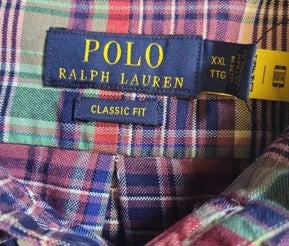 POLO
RALPH LAUREN
CLASSIC FIT
XXL
TTG